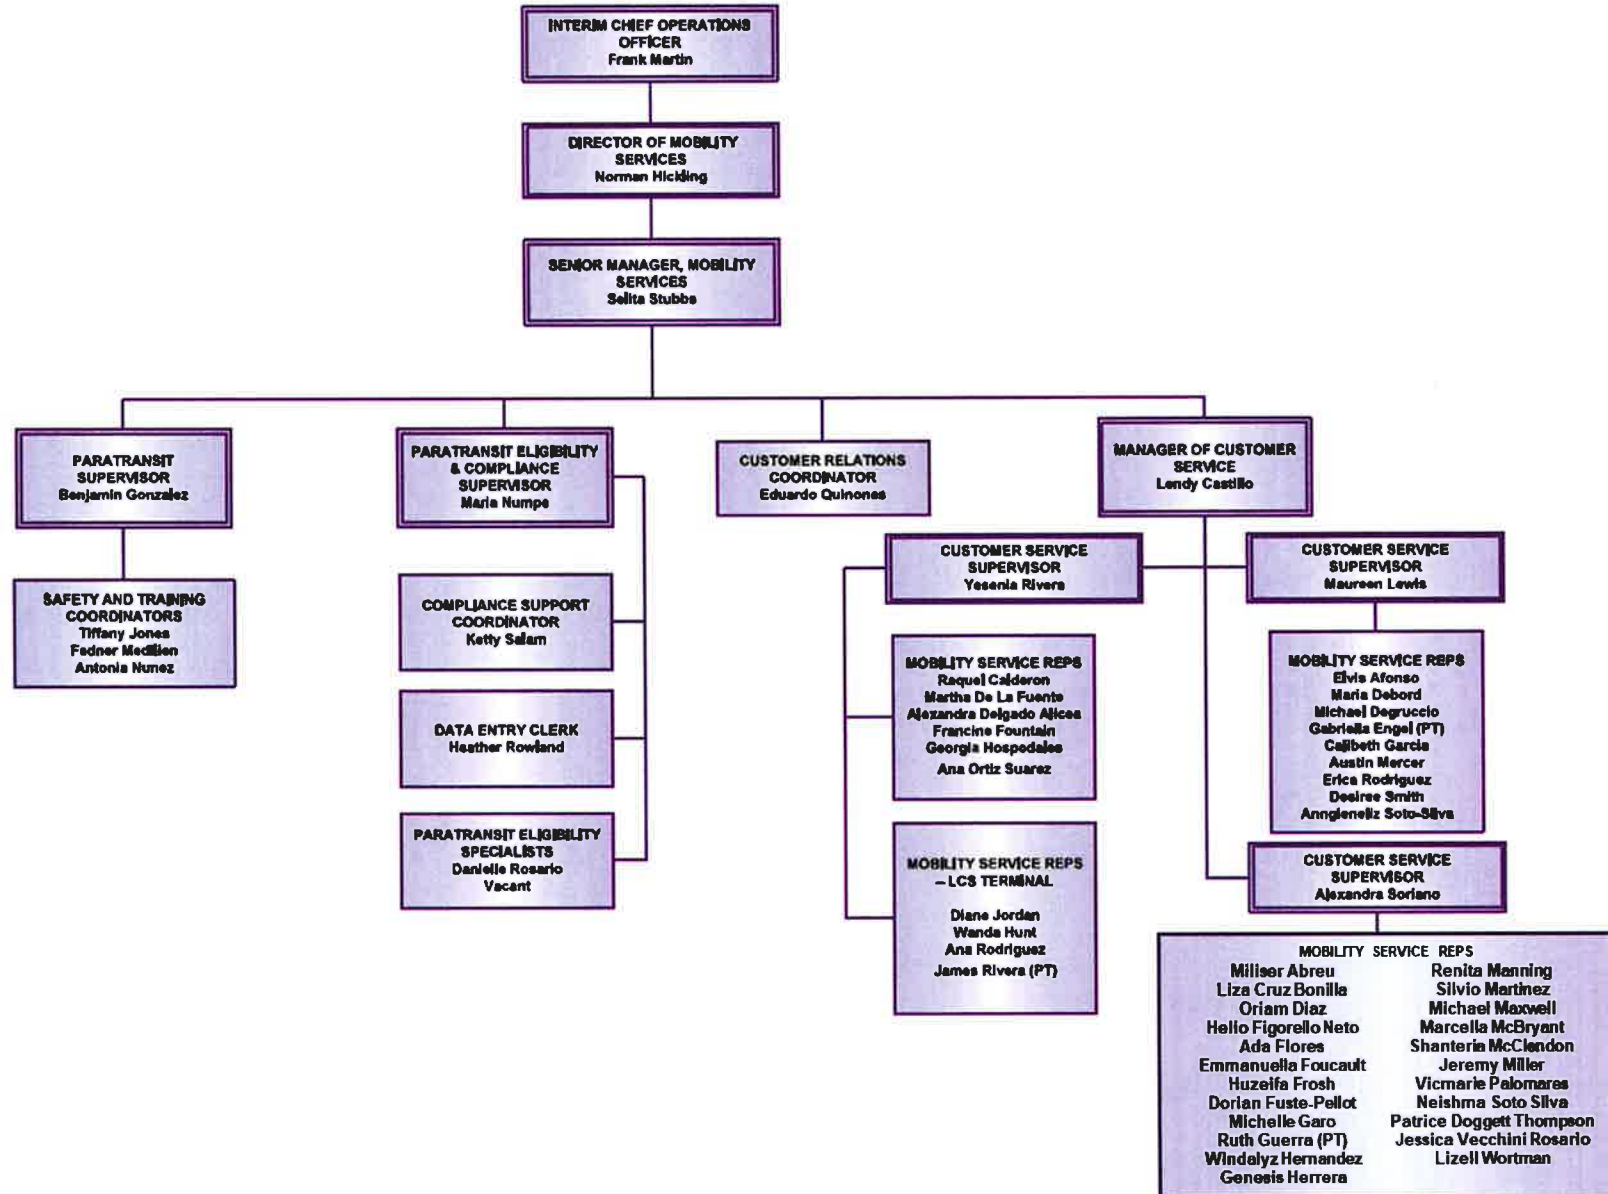 INTERIM CHIEF OPERATIONS
OFFICER
Frank Martin
DIRECTOR OF MOBILITY
SERVICES
Norman Hickling
SENIOR MANAGER, MOBILITY
SERVICES
Selita Stubbs
PARATRANSIT
SUPERVISOR
Benjamin Gonzalez
SAFETY AND TRAINING
COORDINATORS
Tiffany Jones
Fedner Medilien
Antonia Nunez
PARATRANSIT ELIGIBILITY
& COMPLIANCE
SUPERVISOR
Maria Numpe
COMPLIANCE SUPPORT
COORDINATOR
Ketty Salam
DATA ENTRY CLERK
Heather Rowland
PARATRANSIT ELIGIBILITY
SPECIALISTS
Danielle Rosario
Vacant
CUSTOMER RELATIONS
COORDINATOR
Eduardo Quinones
MANAGER OF CUSTOMER
SERVICE
Lendy Castillo
CUSTOMER SERVICE
SUPERVISOR
Yesenia Rivera
MOBILITY SERVICE REPS
Raquel Calderon
Martha De La Fuente
Alexandra Delgado Alicea
Francine Fountain
Georgia Hospedales
Ana Ortiz Suarez
MOBILITY SERVICE REPS
– LCS TERMINAL
Diane Jordan
Wanda Hunt
Ana Rodriguez
James Rivera (PT)
CUSTOMER SERVICE
SUPERVISOR
Maureen Lewis
MOBILITY SERVICE REPS
Elvis Afonso
Maria Debord
Michael Degruccio
Gabriella Engel (PT)
Calibeth Garcia
Austin Mercer
Erica Rodriguez
Desiree Smith
Anngieneliz Soto-Silva
CUSTOMER SERVICE
SUPERVISOR
Alexandra Soriano
MOBILITY SERVICE REPS
Miliser Abreu
Liza Cruz Bonilla
Oriam Diaz
Helio Figorello Neto
Ada Flores
Emmanuella Foucault
Huzeifa Frosh
Dorian Fuste-Pellot
Michelle Garo
Ruth Guerra (PT)
Windalyz Hernandez
Genesis Herrera
Renita Manning
Silvio Martinez
Michael Maxwell
Marcella McBryant
Shanteria McClendon
Jeremy Miller
Vicmarie Palomares
Neishma Soto Silva
Patrice Doggett Thompson
Jessica Vecchini Rosario
Lizell Wortman